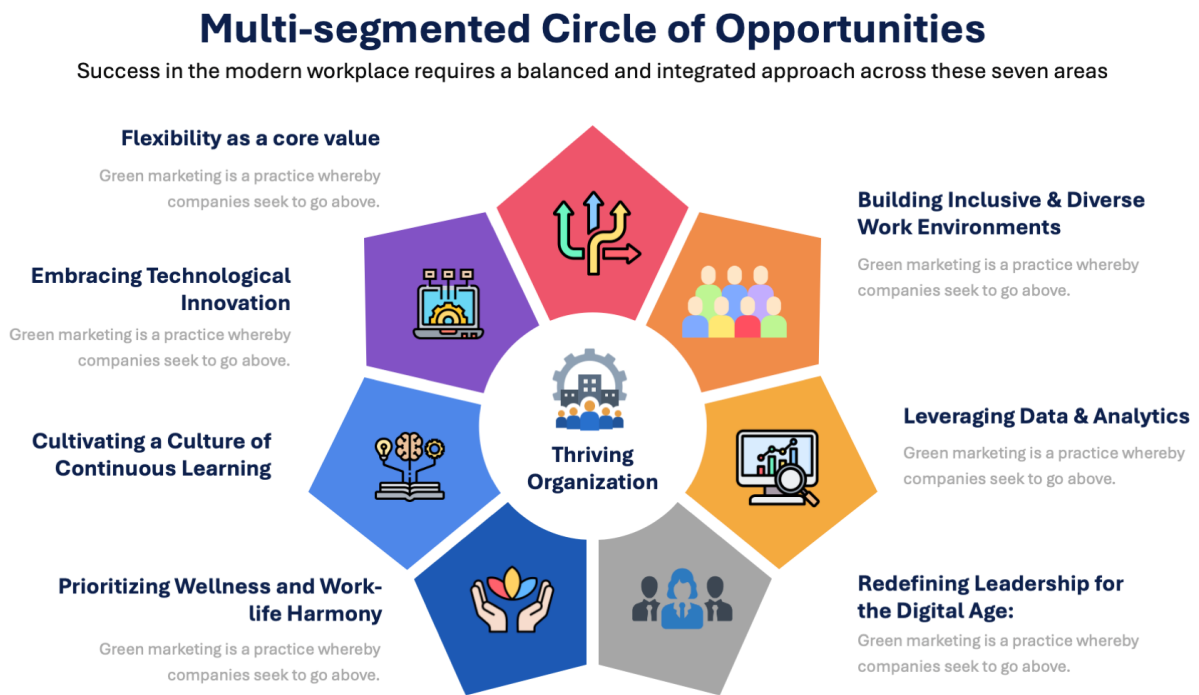 Multi-segmented Circle of Opportunities
Success in the modern workplace requires a balanced and integrated approach across these seven areas
Flexibility as a core value
Green marketing is a practice whereby
companies seek to go above.
Building Inclusive & Diverse
Work Environments
Green marketing is a practice whereby
companies seek to go above.
Embracing Technological
Innovation
Green marketing is a practice whereby
companies seek to go above.
Leveraging Data & Analytics
Green marketing is a practice whereby
companies seek to go above.
Cultivating a Culture of
Continuous Learning
Thriving
Organization
Prioritizing Wellness and Work-
life Harmony
Green marketing is a practice whereby
companies seek to go above.
Redefining Leadership for
the Digital Age:
Green marketing is a practice whereby
companies seek to go above.